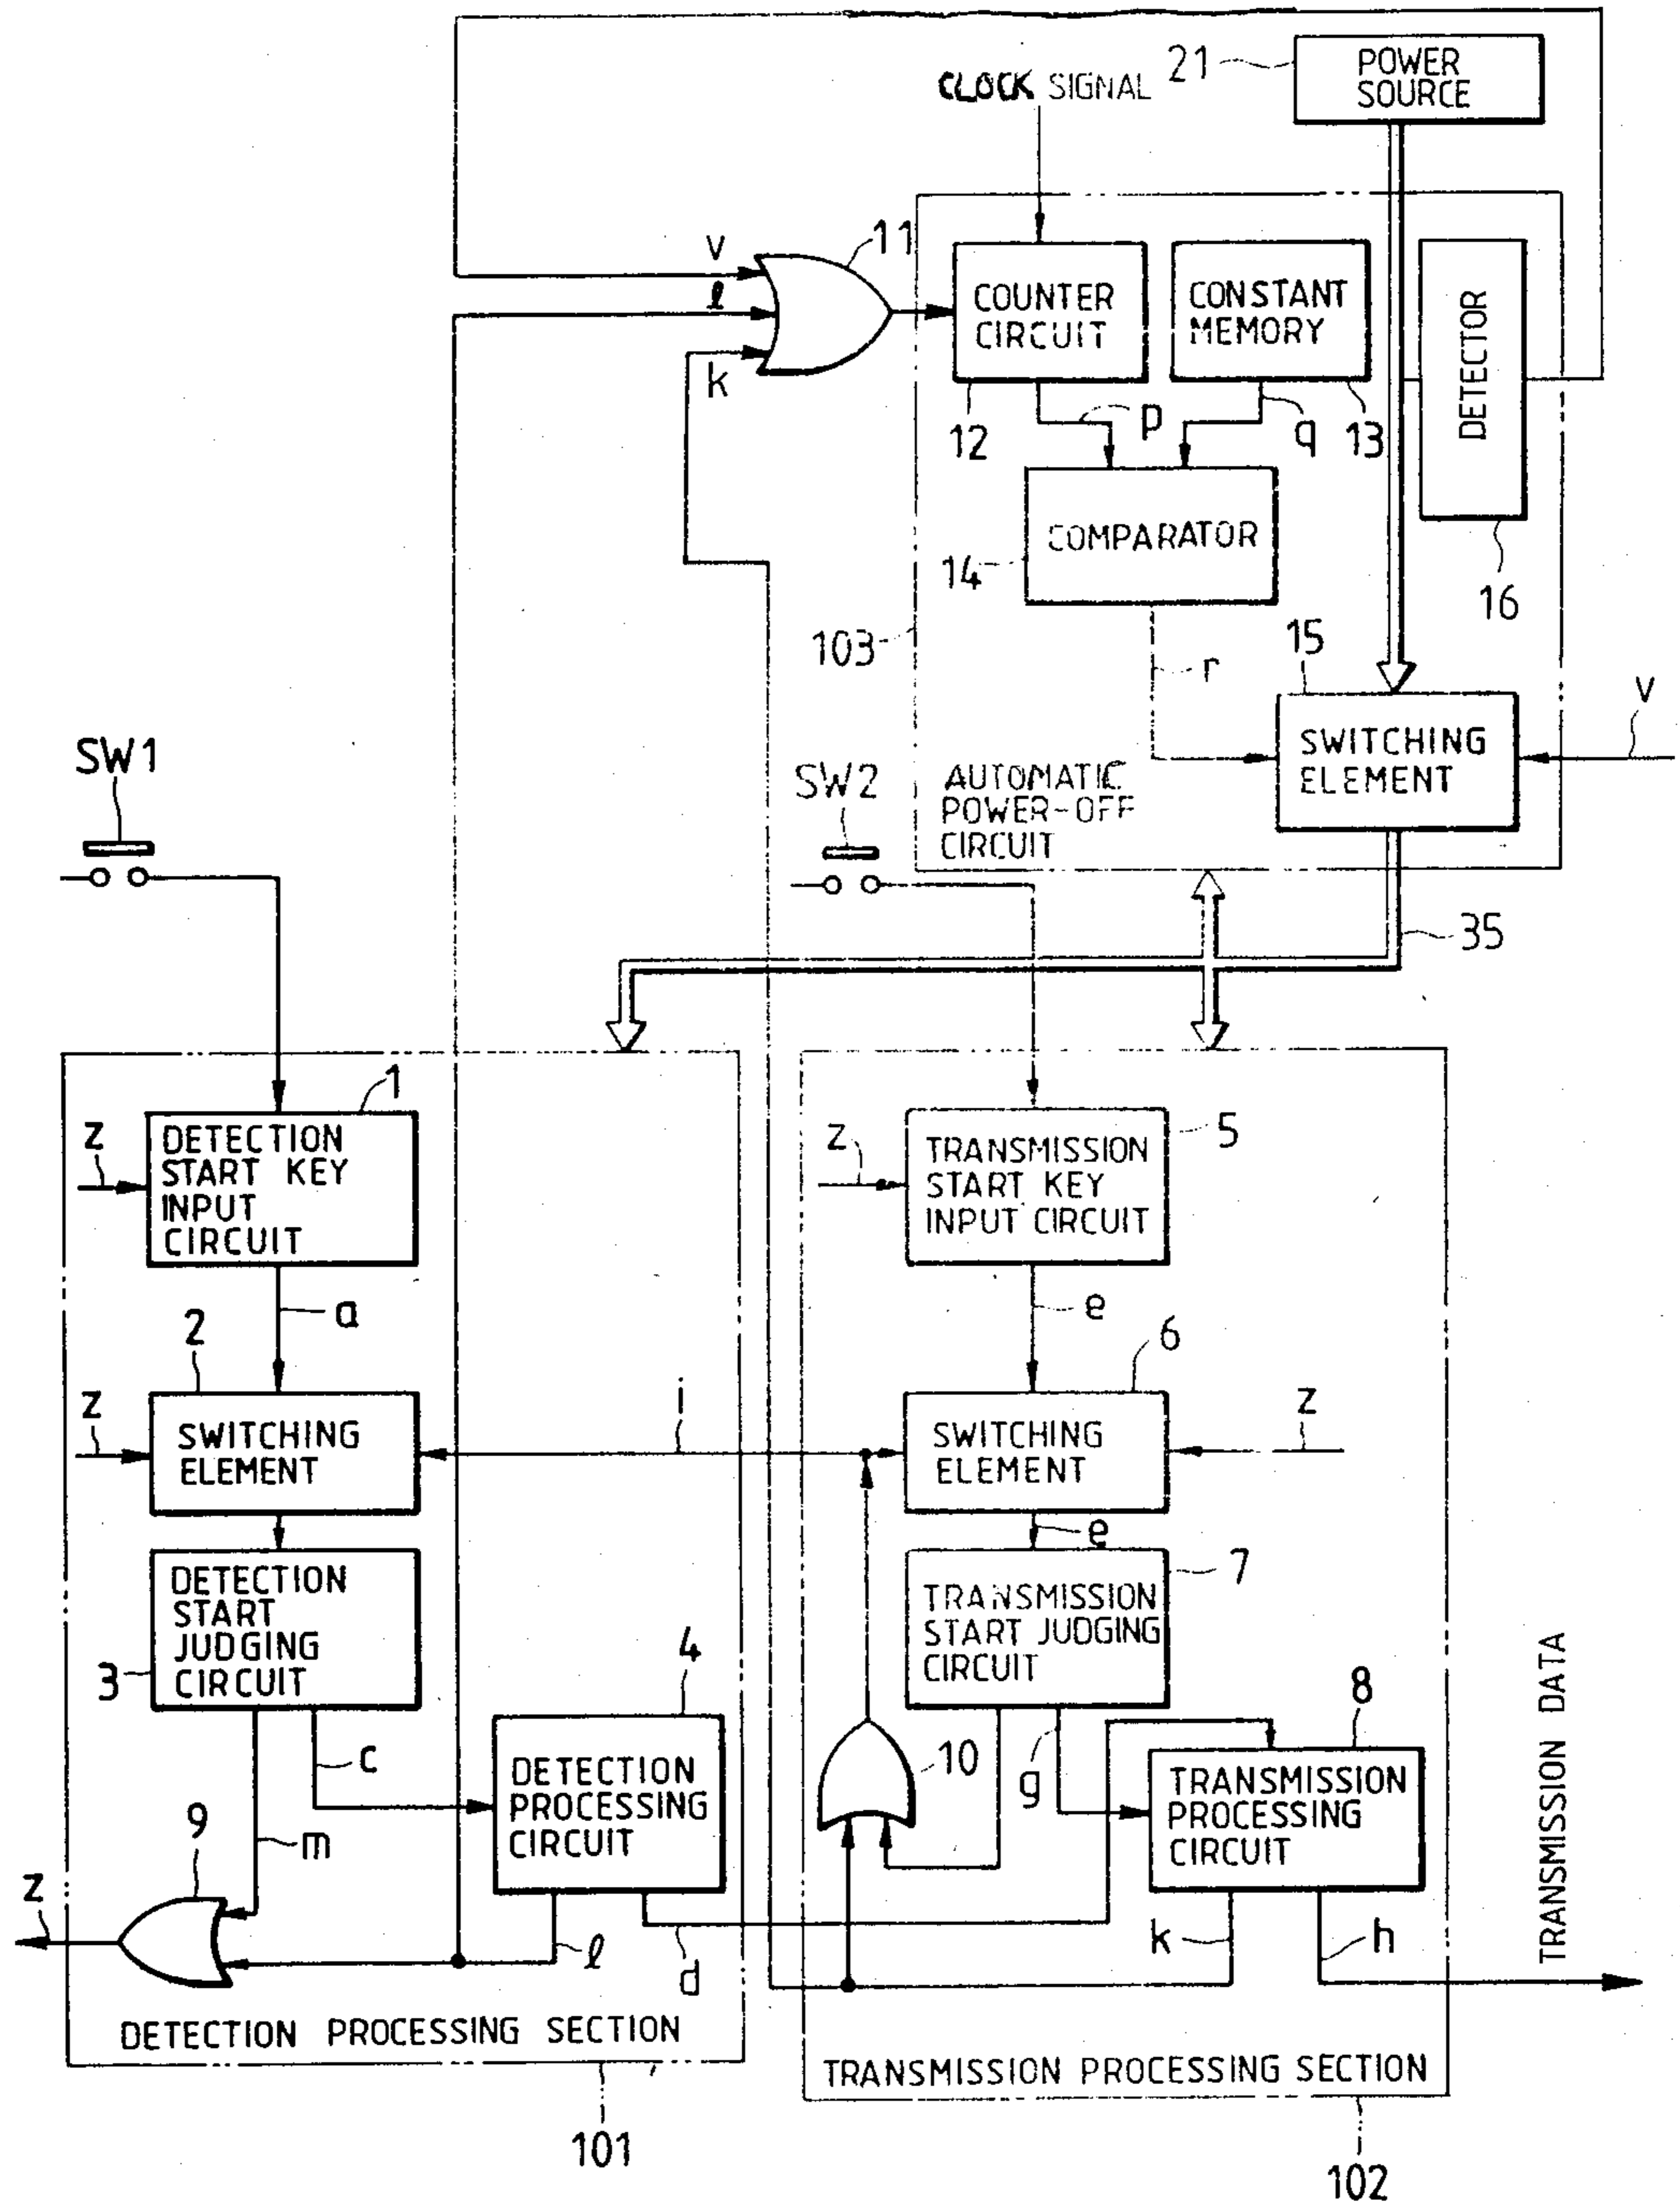 21
POWER
SOURCE
CLOCK SIGNAL
v
11
ℓ
k
COUNTER
CIRCUIT
CONSTANT
MEMORY
DETECTOR
12
p
q
13
COMPARATOR
14
16
103
r
15
v
SWITCHING
ELEMENT
AUTOMATIC
POWER-OFF
CIRCUIT
SW1
SW2
35
1
z
DETECTION
START KEY
INPUT
CIRCUIT
5
z
TRANSMISSION
START KEY
INPUT CIRCUIT
a
e
2
6
z
SWITCHING
ELEMENT
i
SWITCHING
ELEMENT
z
e
DETECTION
START
JUDGING
CIRCUIT
3
7
TRANSMISSION
START JUDGING
CIRCUIT
4
8
c
10
g
DETECTION
PROCESSING
CIRCUIT
TRANSMISSION
PROCESSING
CIRCUIT
TRANSMISSION DATA
9
m
z
ℓ
d
k
h
DETECTION PROCESSING SECTION
TRANSMISSION PROCESSING SECTION
101
102